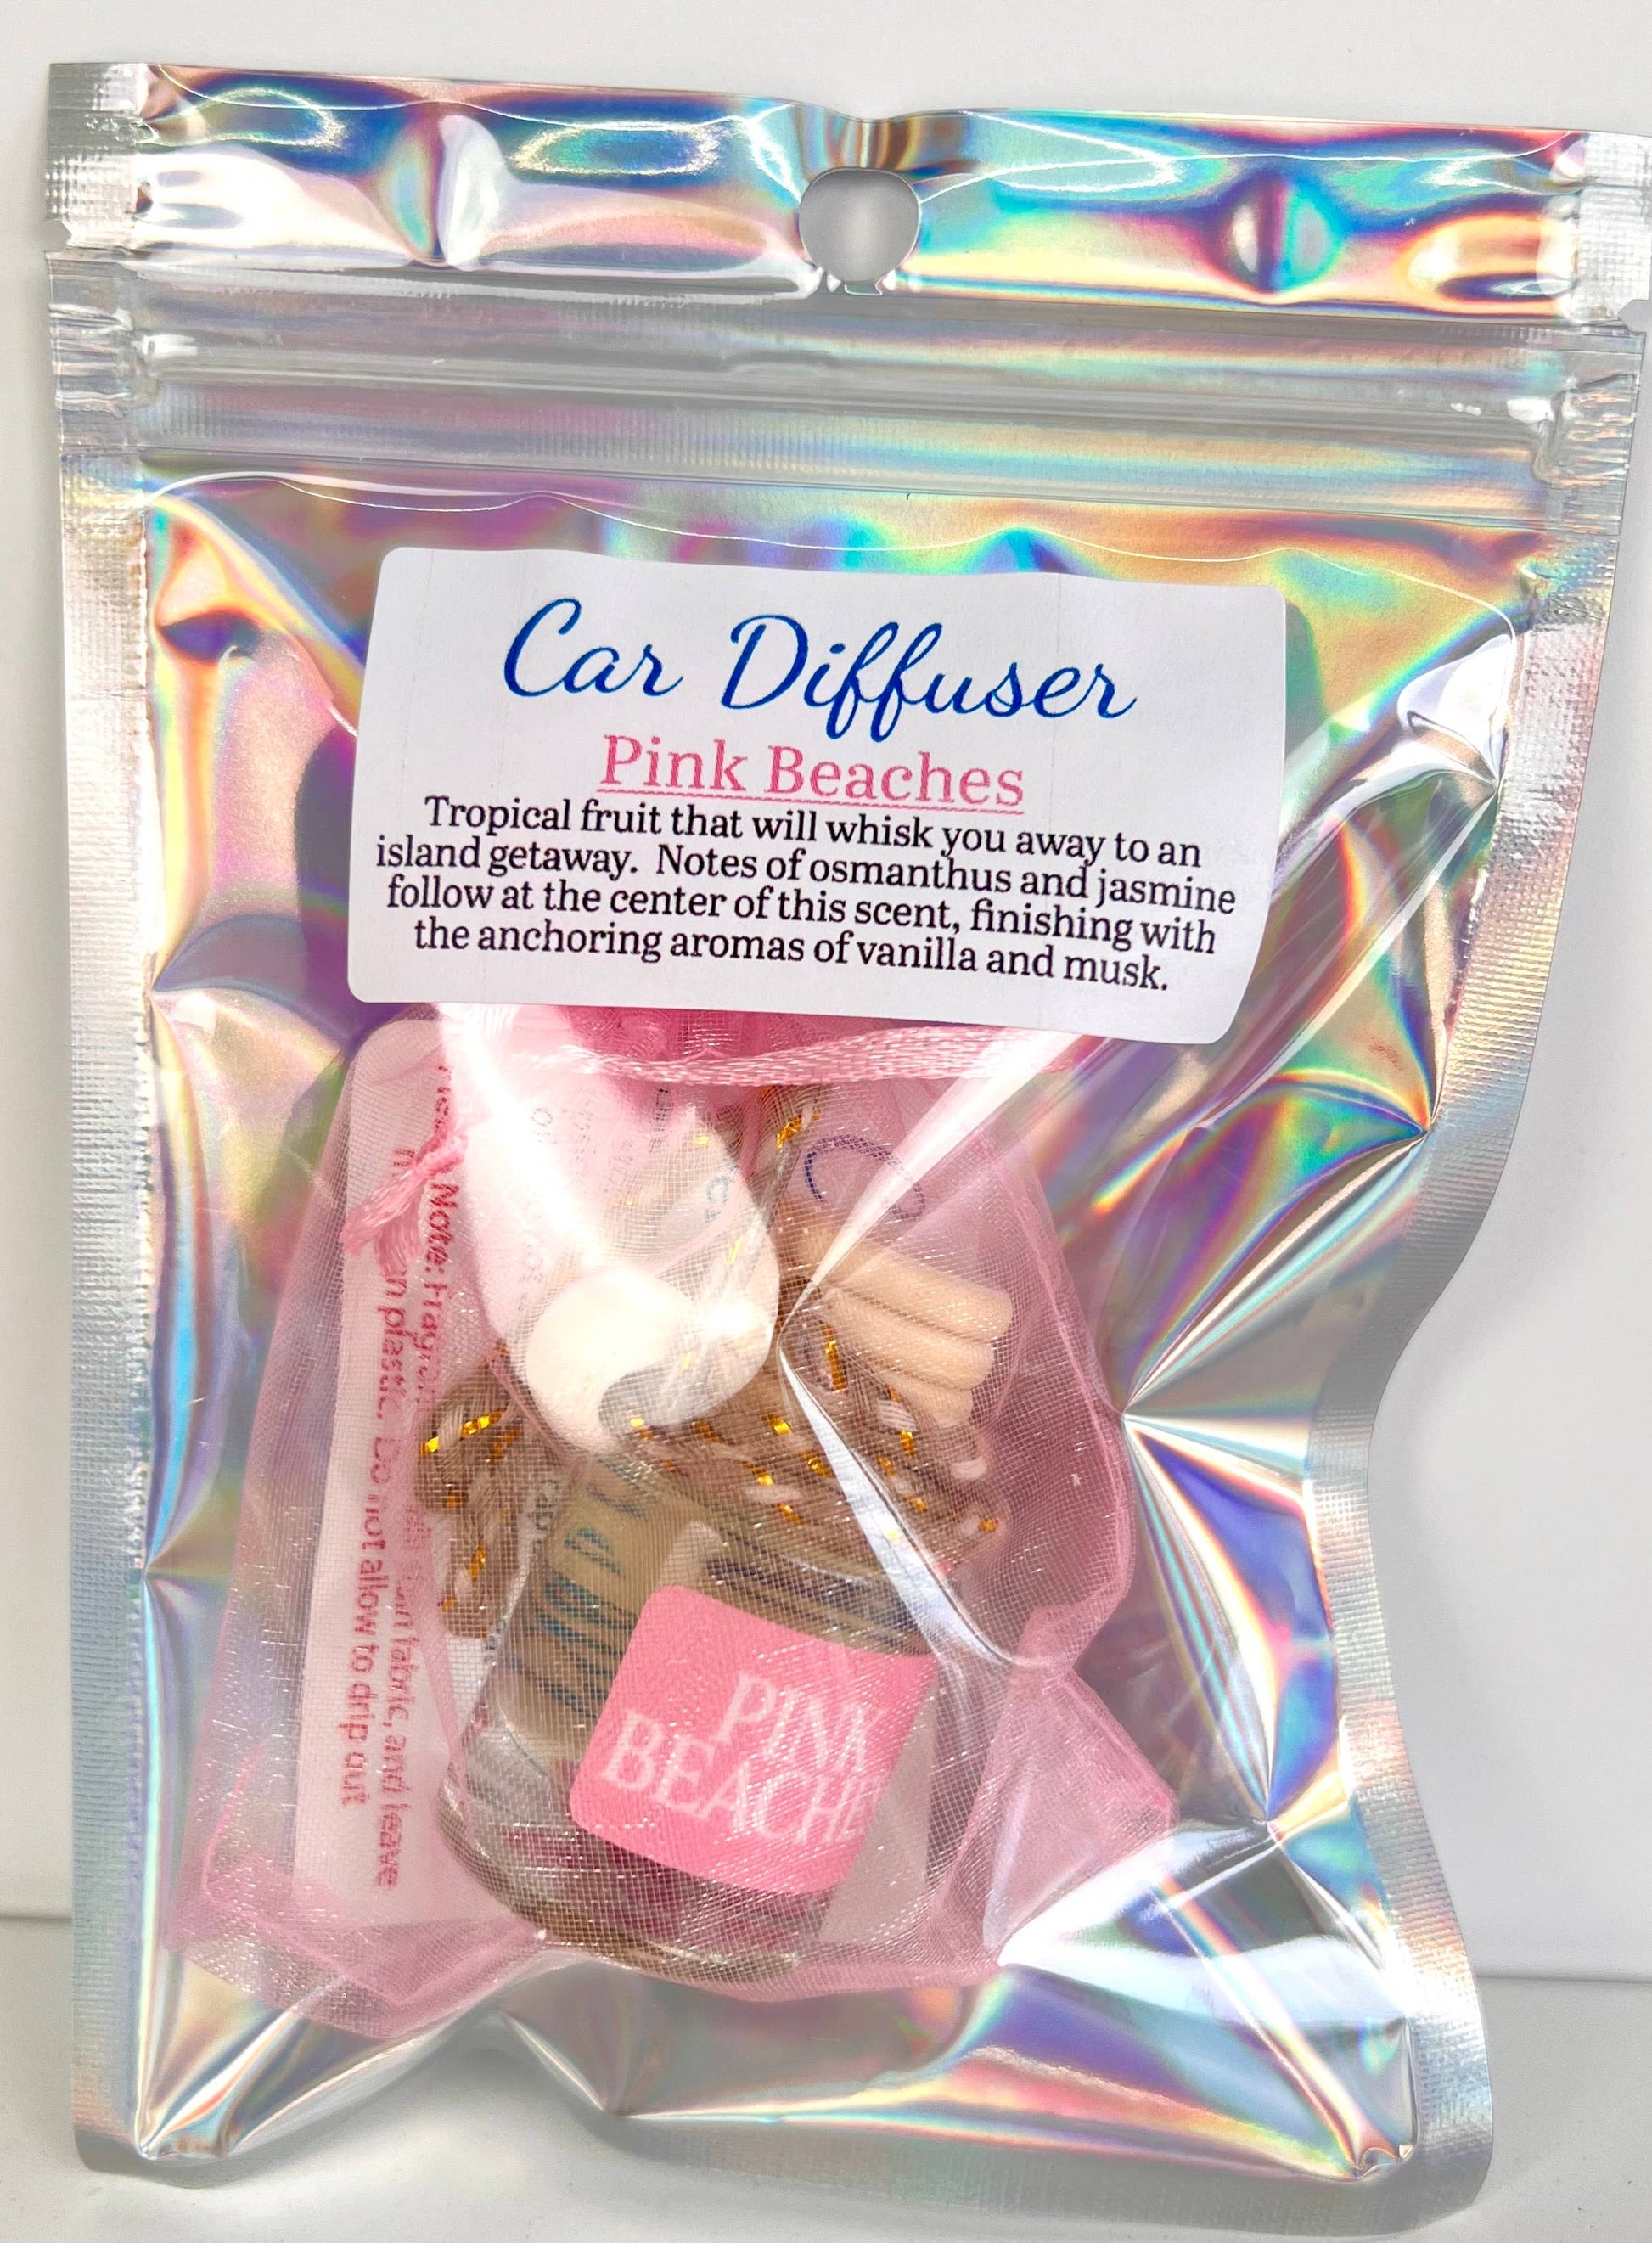 Car Diffuser
Pink Beaches
Tropical fruit that will whisk you away to an
island getaway. Notes of osmanthus and jasmine
follow at the center of this scent, finishing with
the anchoring aromas of vanilla and musk.
Note:
on plastic. Do not allow to drip out
fabric, and leave
PINK
BEACHE